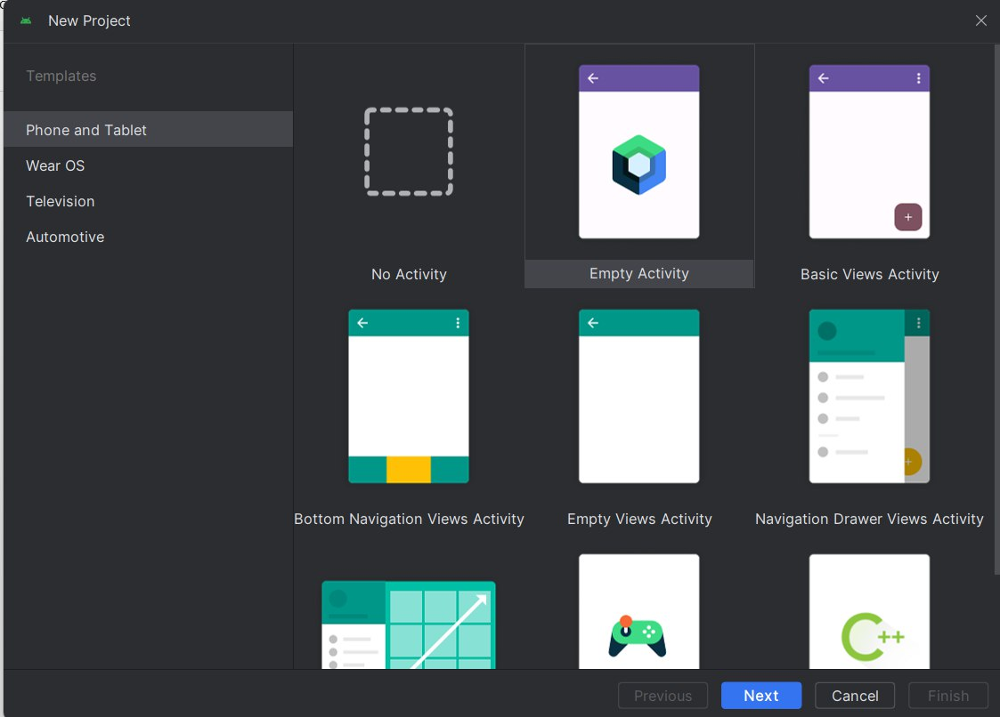 New Project
Templates
Phone and Tablet
Wear OS
Television
Automotive
No Activity
Empty Activity
Basic Views Activity
Bottom Navigation Views Activity
Empty Views Activity
Navigation Drawer Views Activity
C++
Previous
Next
Cancel
Finish